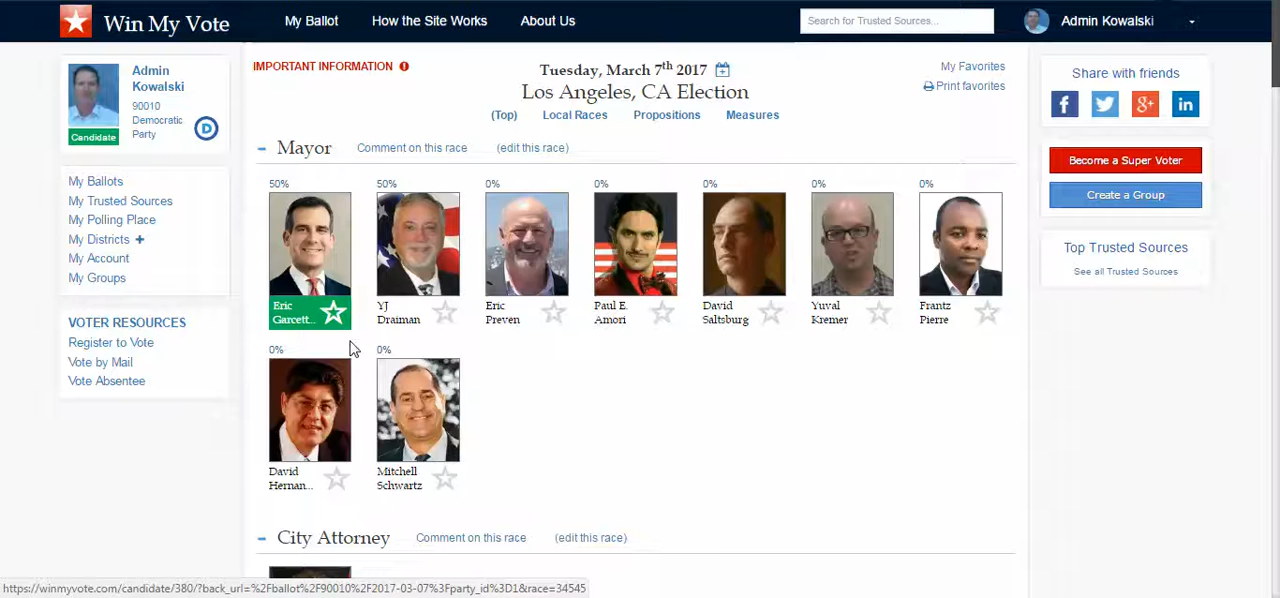 Win My Vote
My Ballot
How the Site Works
About Us
Search for Trusted Sources...
Admin Kowalski
Admin
Kowalski
90010
Democratic
Party
D
Candidate
My Ballots
My Trusted Sources
My Polling Place
My Districts +
My Account
My Groups
VOTER RESOURCES
Register to Vote
Vote by Mail
Vote Absentee
IMPORTANT INFORMATION
Tuesday, March 7th 2017
Los Angeles, CA Election
(Top) Local Races Propositions Measures
My Favorites
Print favorites
Mayor Comment on this race (edit this race)
50% 50% 0% 0% 0% 0% 0%
Eric
Garcett...
YJ
Draiman
Eric
Preven
Paul E.
Amori
David
Saltsburg
Yuval
Kremer
Frantz
Pierre
0% 0%
David
Hernan...
Mitchell
Schwartz
City Attorney Comment on this race (edit this race)
Share with friends
f g+ in
Become a Super Voter
Create a Group
Top Trusted Sources
See all Trusted Sources
https://winmyvote.com/candidate/380/?back_url=%2Fballot%2F90010%2F2017-03-07%3Fparty_id%3D1&race=34545